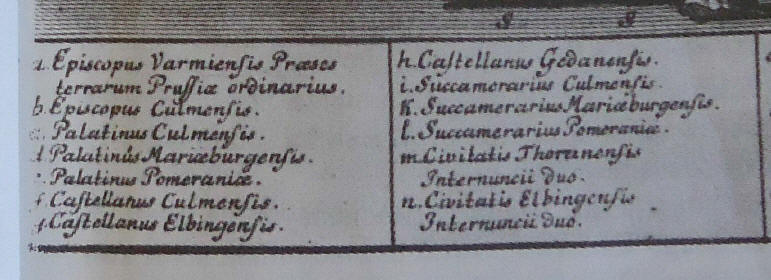 a. Episcopus Varmiensis Præses
terrarum Prussiæ ordinarius.
b. Episcopus Culmensis.
c. Palatinus Culmensis.
d. Palatinus Mariæburgensis.
Palatinus Pomeraniæ.
f. Castellanus Culmensis.
g. Castellanus Elbingensis.
h. Castellanus Gedanensis.
i. Succamerarius Culmensis.
K. Succamerarius Mariæburgensis.
l. Succamerarius Pomeraniæ.
m. Civitatis Thorunensis
Internuncii duo.
n. Civitatis Elbingensis
Internuncii duo.